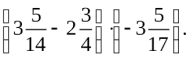 (3 5/14 - 2 3/4) · (-3 5/17).